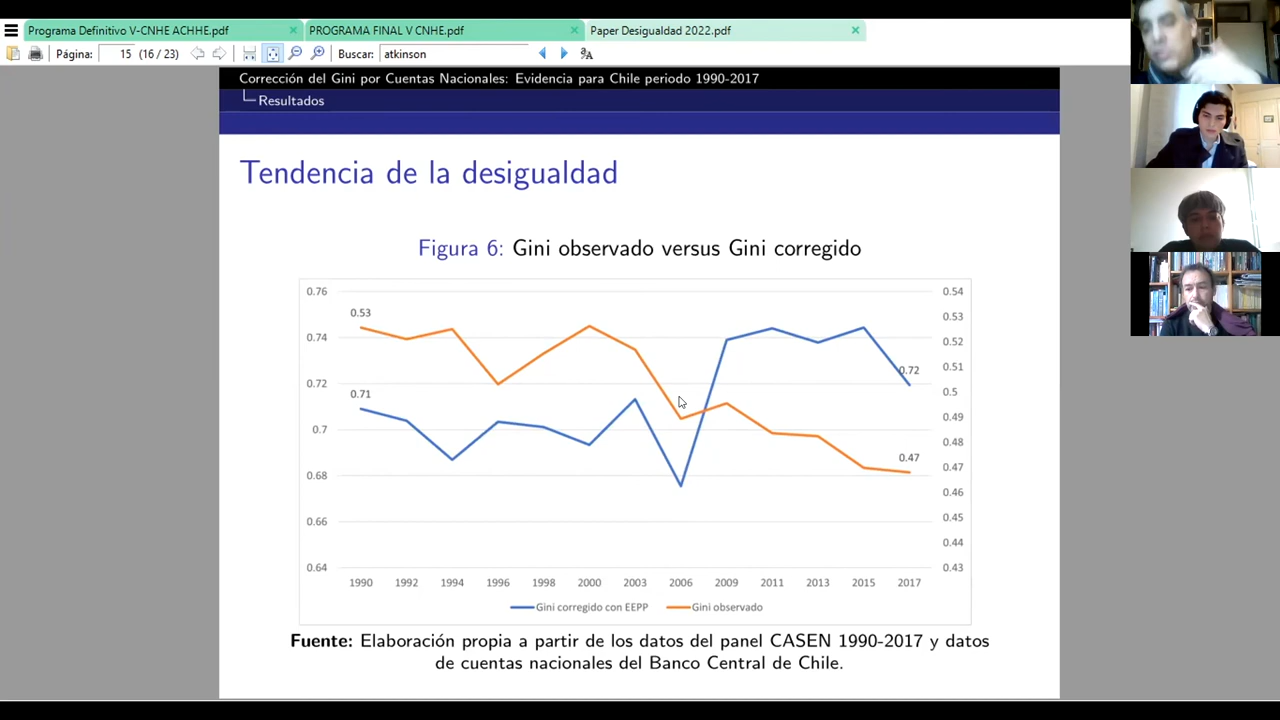 Programa Definitivo V-CNHE ACHHE.pdf × PROGRAMA FINAL V CNHE.pdf × Paper Desigualdad 2022.pdf ×
Página: 15 (16 / 23) Buscar: atkinson
Corrección del Gini por Cuentas Nacionales: Evidencia para Chile periodo 1990-2017
Resultados
Tendencia de la desigualdad
Figura 6: Gini observado versus Gini corregido
0.76 0.54
0.53 0.53
0.74 0.52
0.51
0.72 0.72
0.71 0.5
0.7 0.49
0.48
0.68 0.47 0.47
0.46
0.66 0.45
0.44
0.64 0.43
1990 1992 1994 1996 1998 2000 2003 2006 2009 2011 2013 2015 2017
Gini corregido con EEPP Gini observado
Fuente: Elaboración propia a partir de los datos del panel CASEN 1990-2017 y datos
de cuentas nacionales del Banco Central de Chile.